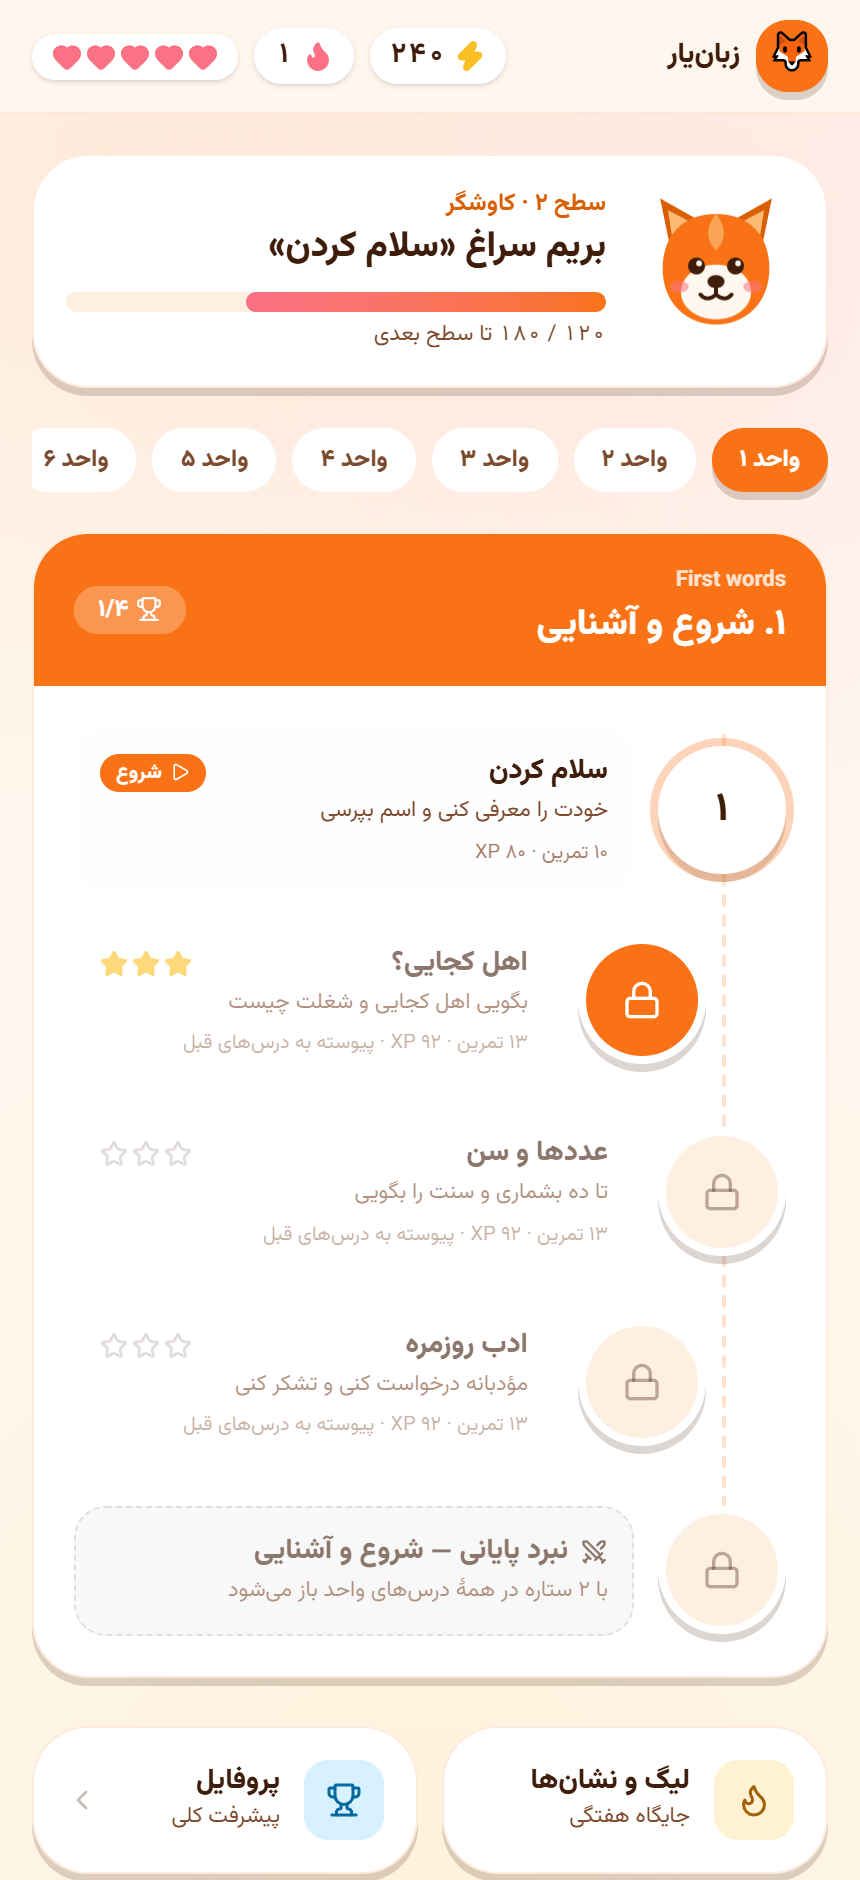 زبان‌یار
۲۴۰
۱
سطح ۲ · کاوشگر
بریم سراغ «سلام کردن»
۱۲۰ / ۱۸۰ تا سطح بعدی
واحد ۱
واحد ۲
واحد ۳
واحد ۴
واحد ۵
واحد ۶
First words
۱. شروع و آشنایی
۱/۴
۱
سلام کردن
شروع
خودت را معرفی کنی و اسم بپرسی
۱۰ تمرین · ۸۰ XP
اهل کجایی؟
بگویی اهل کجایی و شغلت چیست
۱۳ تمرین · ۹۲ XP · پیوسته به درس‌های قبل
عددها و سن
تا ده بشماری و سنت را بگویی
۱۳ تمرین · ۹۲ XP · پیوسته به درس‌های قبل
ادب روزمره
مؤدبانه درخواست کنی و تشکر کنی
۱۳ تمرین · ۹۲ XP · پیوسته به درس‌های قبل
نبرد پایانی — شروع و آشنایی
با ۲ ستاره در همهٔ درس‌های واحد باز می‌شود
لیگ و نشان‌ها
جایگاه هفتگی
پروفایل
پیشرفت کلی